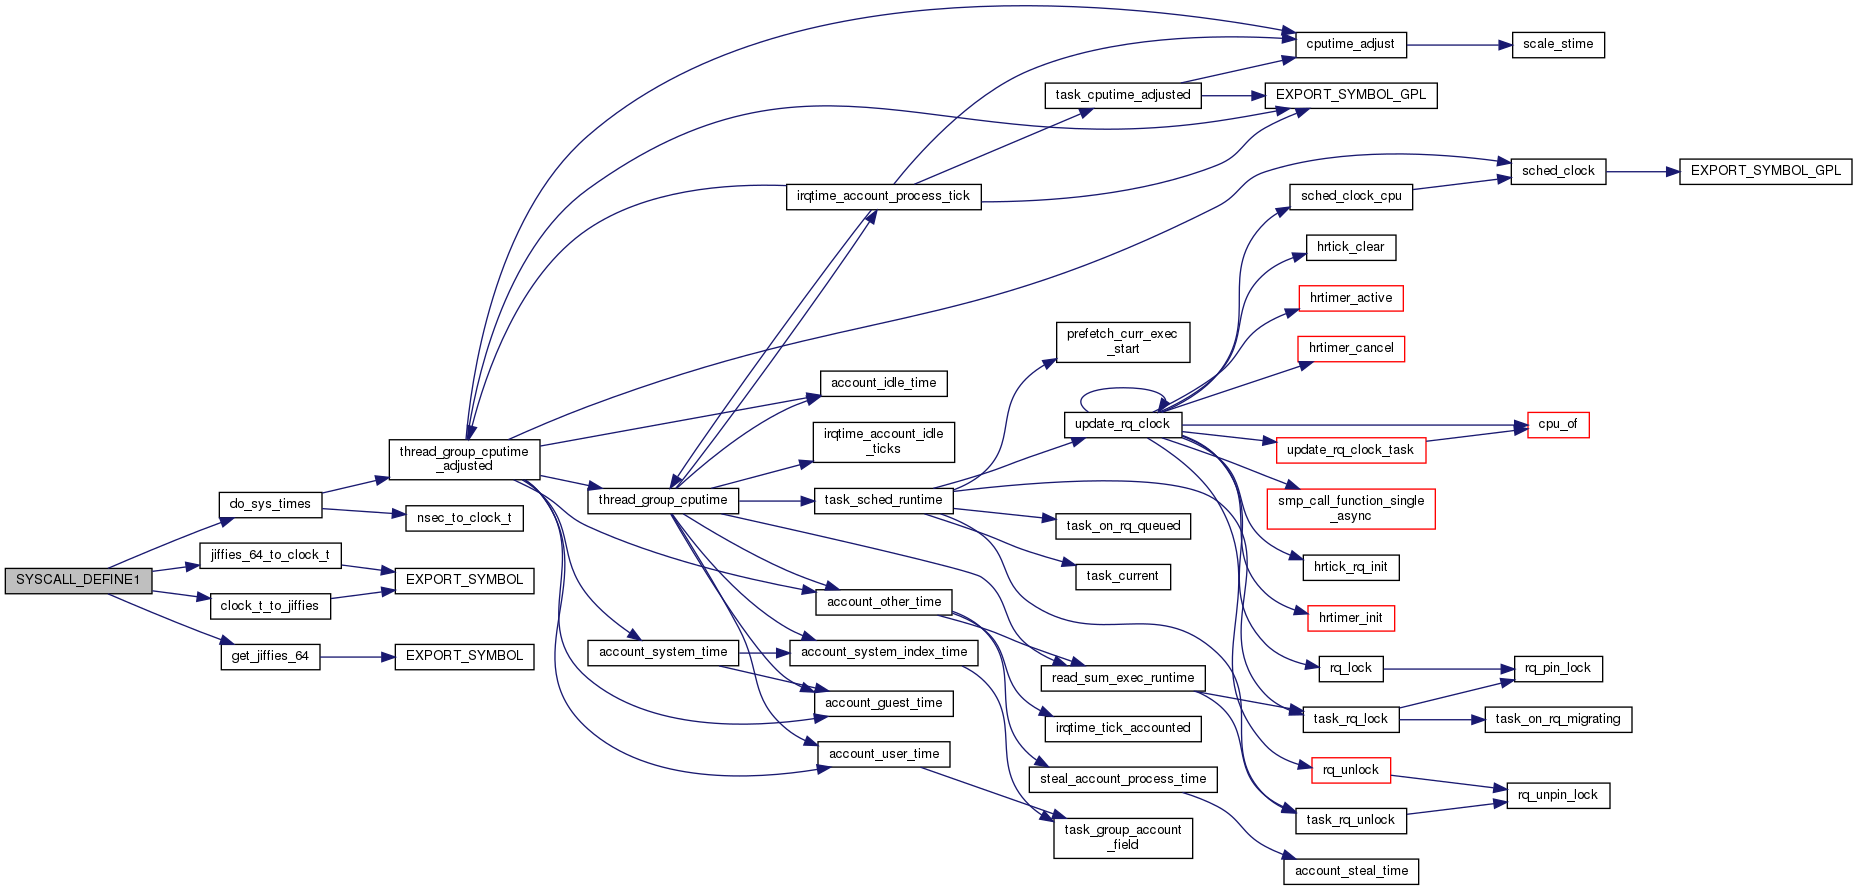 cputime_adjust
scale_stime
task_cputime_adjusted
EXPORT_SYMBOL_GPL
sched_clock
EXPORT_SYMBOL_GPL
irqtime_account_process_tick
sched_clock_cpu
hrtick_clear
hrtimer_active
prefetch_curr_exec
_start
hrtimer_cancel
account_idle_time
update_rq_clock
cpu_of
irqtime_account_idle
_ticks
update_rq_clock_task
thread_group_cputime
_adjusted
do_sys_times
thread_group_cputime
task_sched_runtime
smp_call_function_single
_async
nsec_to_clock_t
task_on_rq_queued
jiffies_64_to_clock_t
hrtick_rq_init
SYSCALL_DEFINE1
EXPORT_SYMBOL
task_current
clock_t_to_jiffies
account_other_time
hrtimer_init
get_jiffies_64
EXPORT_SYMBOL
account_system_time
account_system_index_time
rq_lock
rq_pin_lock
read_sum_exec_runtime
account_guest_time
task_rq_lock
task_on_rq_migrating
irqtime_tick_accounted
account_user_time
rq_unlock
steal_account_process_time
rq_unpin_lock
task_rq_unlock
task_group_account
_field
account_steal_time